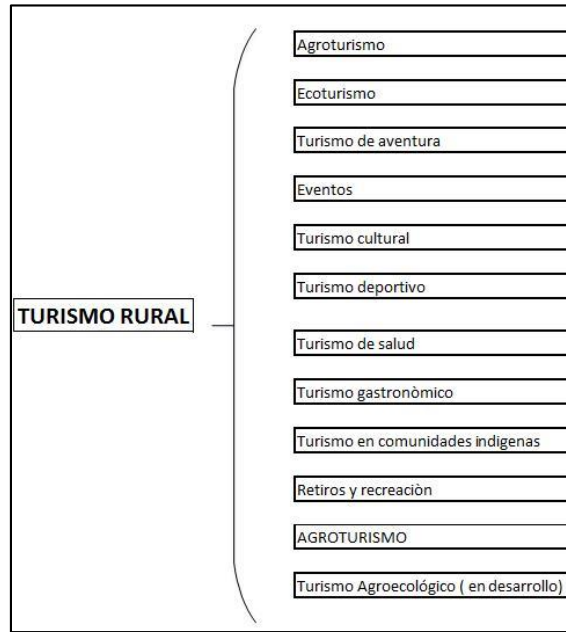 Agroturismo
Ecoturismo
Turismo de aventura
Eventos
Turismo cultural
Turismo deportivo
TURISMO RURAL
Turismo de salud
Turismo gastronòmico
Turismo en comunidades indigenas
Retiros y recreaciòn
AGROTURISMO
Turismo Agroecológico ( en desarrollo)